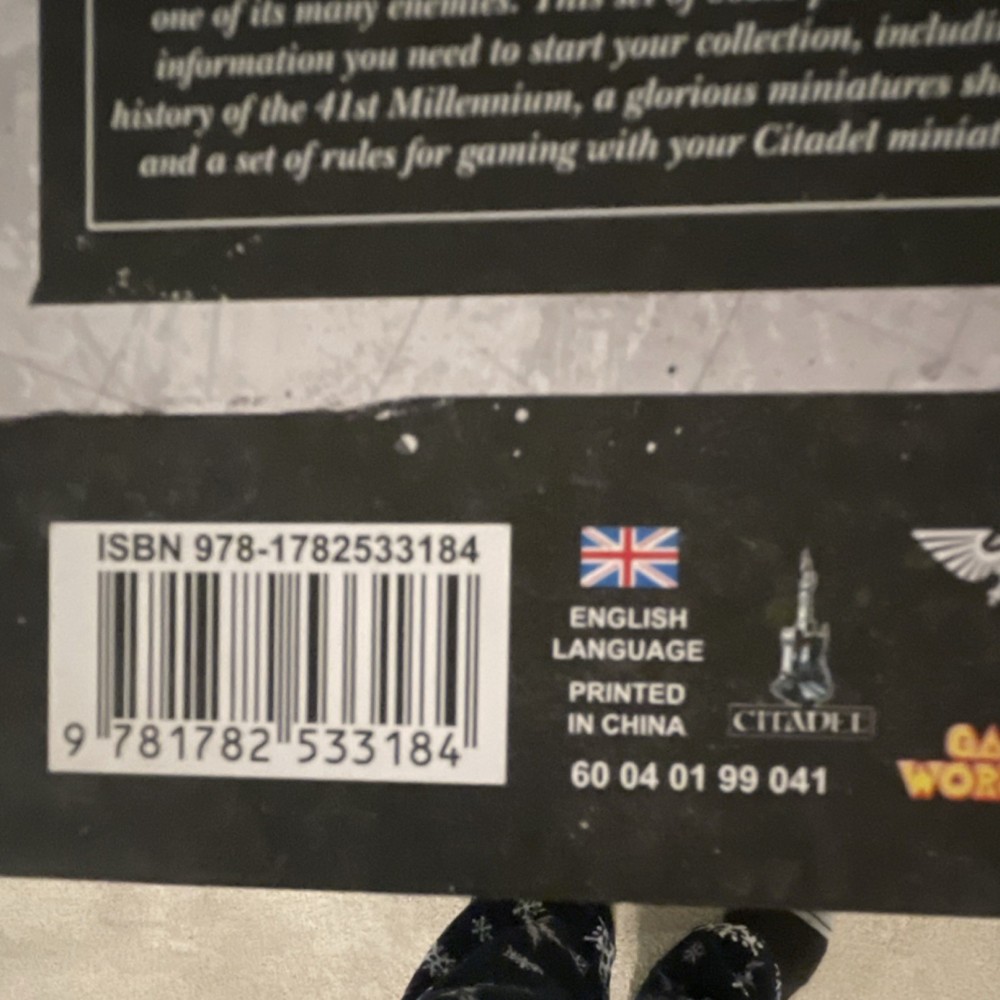 one of its many enemies. This set of
information you need to start your collection, includi
history of the 41st Millennium, a glorious miniatures sh
and a set of rules for gaming with your Citadel miniat
ISBN 978-1782533184
9 781782 533184
ENGLISH
LANGUAGE
PRINTED
IN CHINA
60 04 01 99 041
CITADEL
GA
WOR